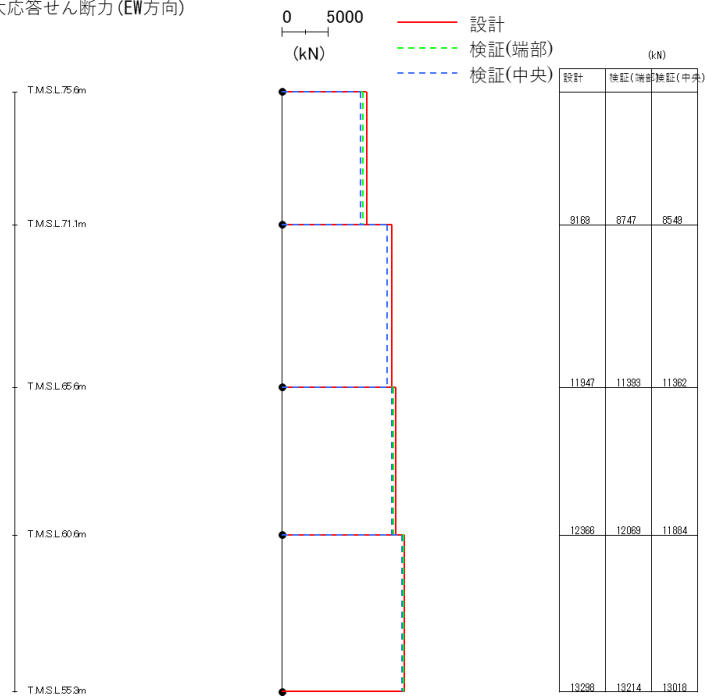 大応答せん断力(EW方向)
0 5000
(kN)
設計
検証(端部)
検証(中央)
(kN)
設計 検証(端部) 検証(中央)
T.M.S.L.75.6m
T.M.S.L.71.1m 9169 8747 8549
T.M.S.L.65.6m 11947 11393 11362
T.M.S.L.60.6m 12366 12069 11884
T.M.S.L.55.3m 13298 13214 13018